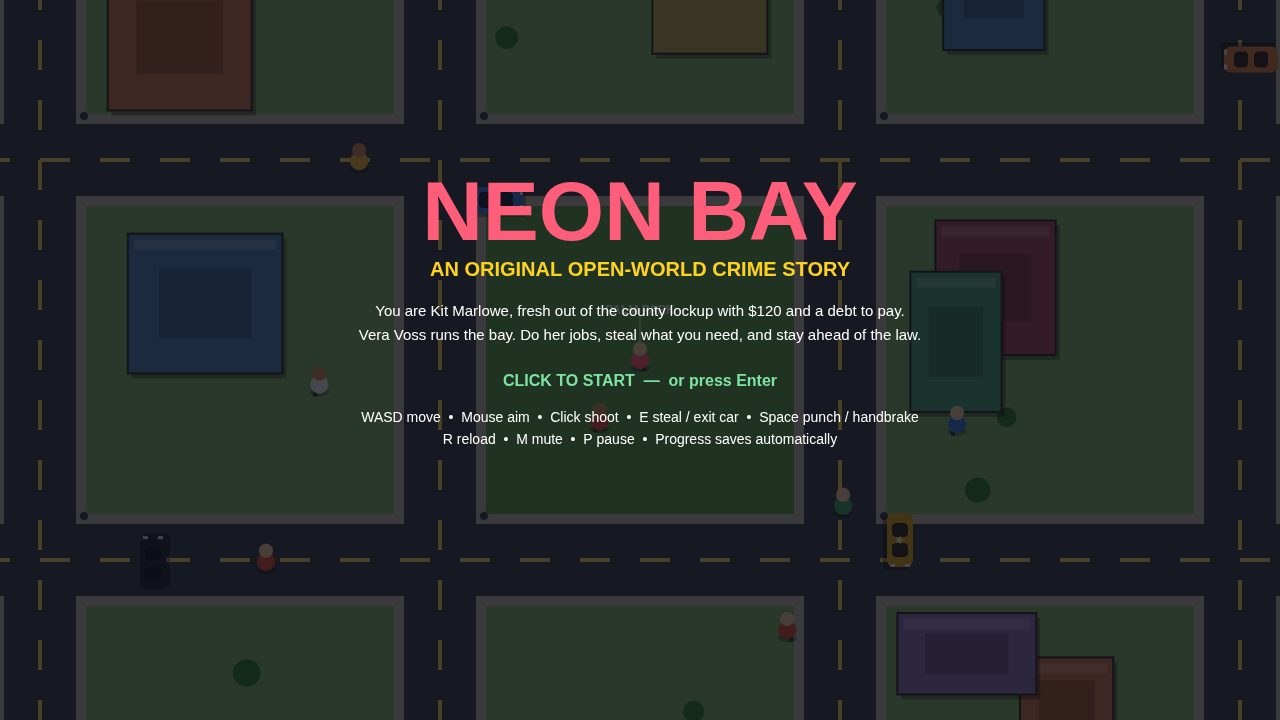 NEON BAY
AN ORIGINAL OPEN-WORLD CRIME STORY
You are Kit Marlowe, fresh out of the county lockup with $120 and a debt to pay.
Vera Voss runs the bay. Do her jobs, steal what you need, and stay ahead of the law.
CLICK TO START — or press Enter
WASD move • Mouse aim • Click shoot • E steal / exit car • Space punch / handbrake
R reload • M mute • P pause • Progress saves automatically